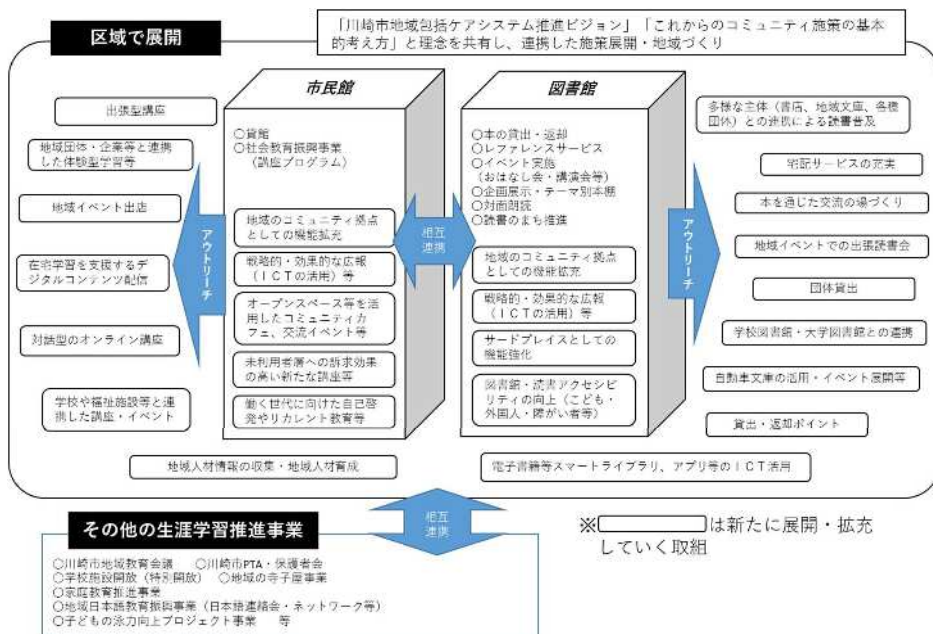 区域で展開
「川崎市地域包括ケアシステム推進ビジョン」「これからのコミュニティ施策の基本
的考え方」と理念を共有し、連携した施策展開・地域づくり
出張型講座
地域団体・企業等と連携
した体験型学習等
地域イベント出店
在宅学習を支援するデ
ジタルコンテンツ配信
対話型のオンライン講座
学校や福祉施設等と連
携した講座・イベント
アウトリーチ
市民館
○貸館
○社会教育振興事業
(講座プログラム)
地域のコミュニティ拠点
としての機能拡充
戦略的・効果的な広報
(ICTの活用)等
オープンスペース等を活
用したコミュニティカ
フェ、交流イベント等
未利用者層への訴求効果
の高い新たな講座等
働く世代に向けた自己啓
発やリカレント教育等
相互
連携
図書館
○本の貸出・返却
○レファレンスサービス
○イベント実施
(おはなし会・講演会等)
○企画展示・テーマ別本棚
○対面朗読
○読書のまち推進
地域のコミュニティ拠点
としての機能拡充
戦略的・効果的な広報
(ICTの活用)等
サードプレイスとしての
機能強化
図書館・読書アクセシビ
リティの向上(こども・
外国人・障がい者等)
アウトリーチ
多様な主体(書店、地域文庫、各種
団体)との連携による読書普及
宅配サービスの充実
本を通じた交流の場づくり
地域イベントでの出張読書会
団体貸出
学校図書館・大学図書館との連携
自動車文庫の活用・イベント展開等
貸出・返却ポイント
地域人材情報の収集・地域人材育成
電子書籍等スマートライブラリ、アプリ等のICT活用
相互
連携
その他の生涯学習推進事業
○川崎市地域教育会議 ○川崎市PTA・保護者会
○学校施設開放(特別開放) ○地域の寺子屋事業
○家庭教育推進事業
○地域日本語教育振興事業(日本語連絡会・ネットワーク等)
○子どもの泳力向上プロジェクト事業 等
※ は新たに展開・拡充
していく取組